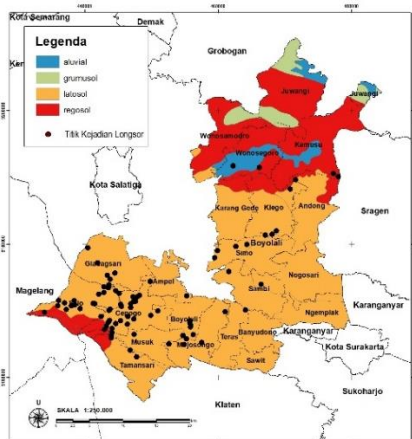 Kota Semarang
Demak
Grobogan
Legenda
aluvial
grumusol
latosol
regosol
Titik Kejadian Longsor
Juwangi
Juwangi
Wonosamodro
Wonosegoro
Kemusu
Kota Salatiga
Karang Gede
Klego
Andong
Sragen
Boyolali
Simo
Gladagsari
Ampel
Nogosari
Sambi
Magelang
Cepogo
Boyolali
Ngemplak
Karanganyar
Teras
Banyudono
Karanganyar
Musuk
Mojosongo
Kota Surakarta
Sawit
Tamansari
Sukoharjo
Klaten
U
SKALA 1:250.000